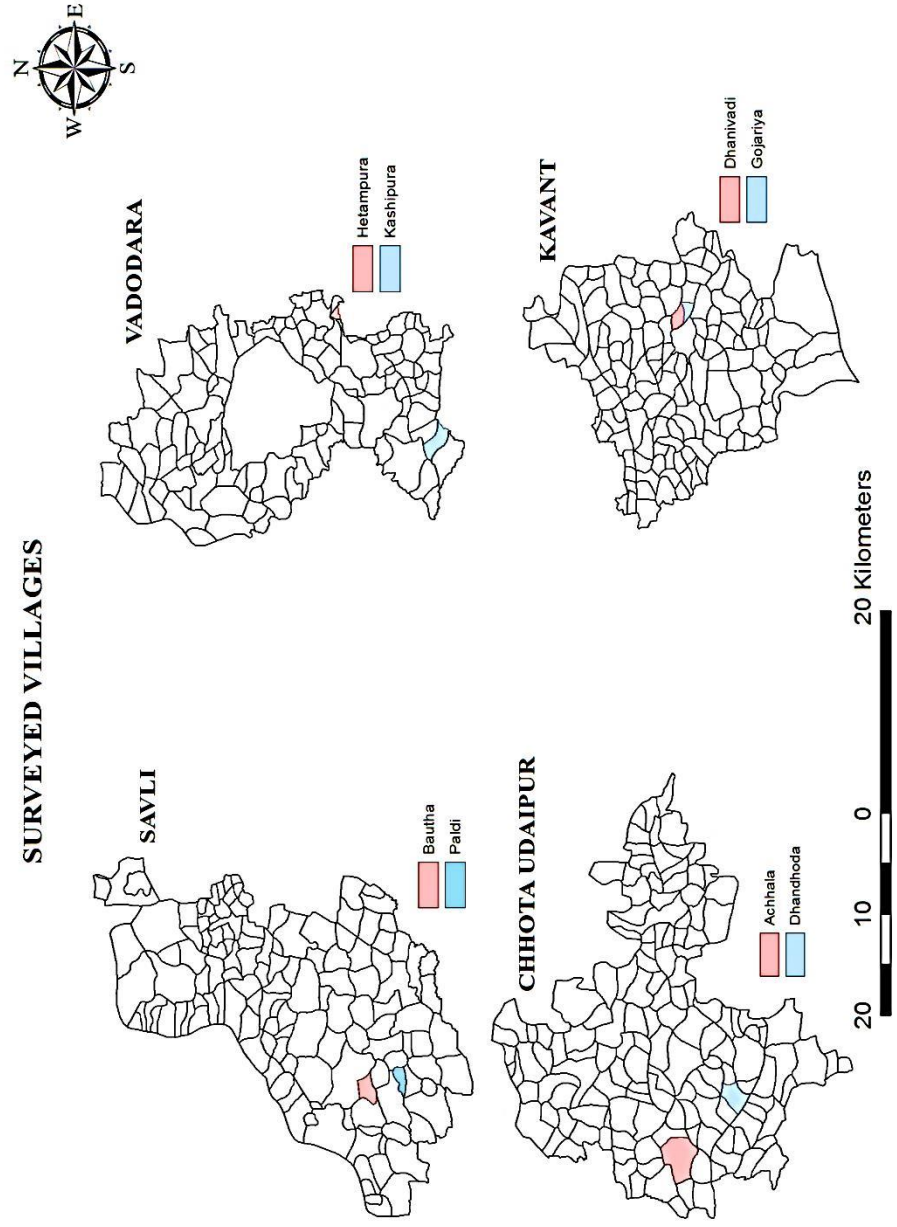 SURVEYED VILLAGES
N
W
E
S
SAVLI
Bautha
Paldi
VADODARA
Hetampura
Kashipura
CHHOTA UDAIPUR
Achhala
Dhandhoda
KAVANT
Dhanivadi
Gojariya
20 10 0 20 Kilometers